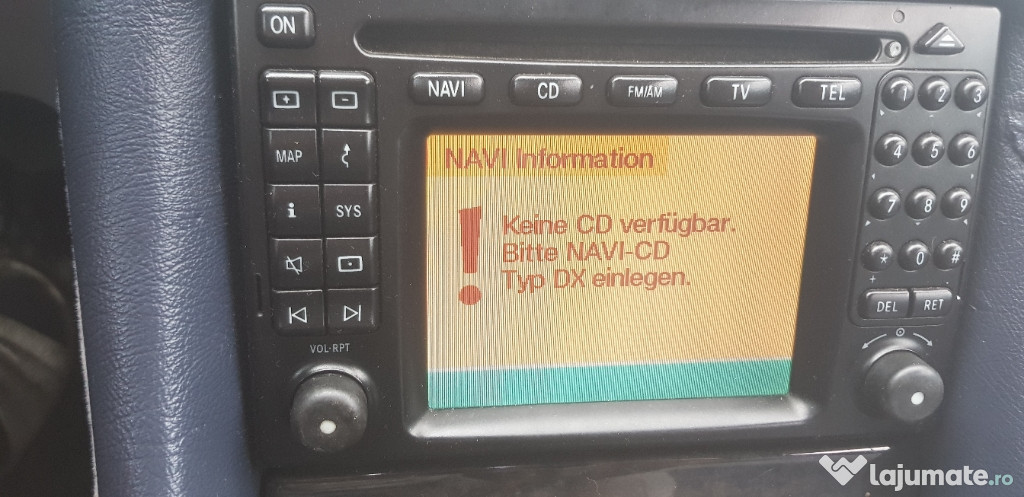 ON
NAVI CD FM/AM TV TEL
+ -
MAP
i SYS
VOL-RPT
NAVI Information
! Keine CD verfügbar.
Bitte NAVI-CD
Typ DX einlegen.
1 2 3
4 5 6
7 8 9
* 0 #
+
DEL RET
lajumate.ro